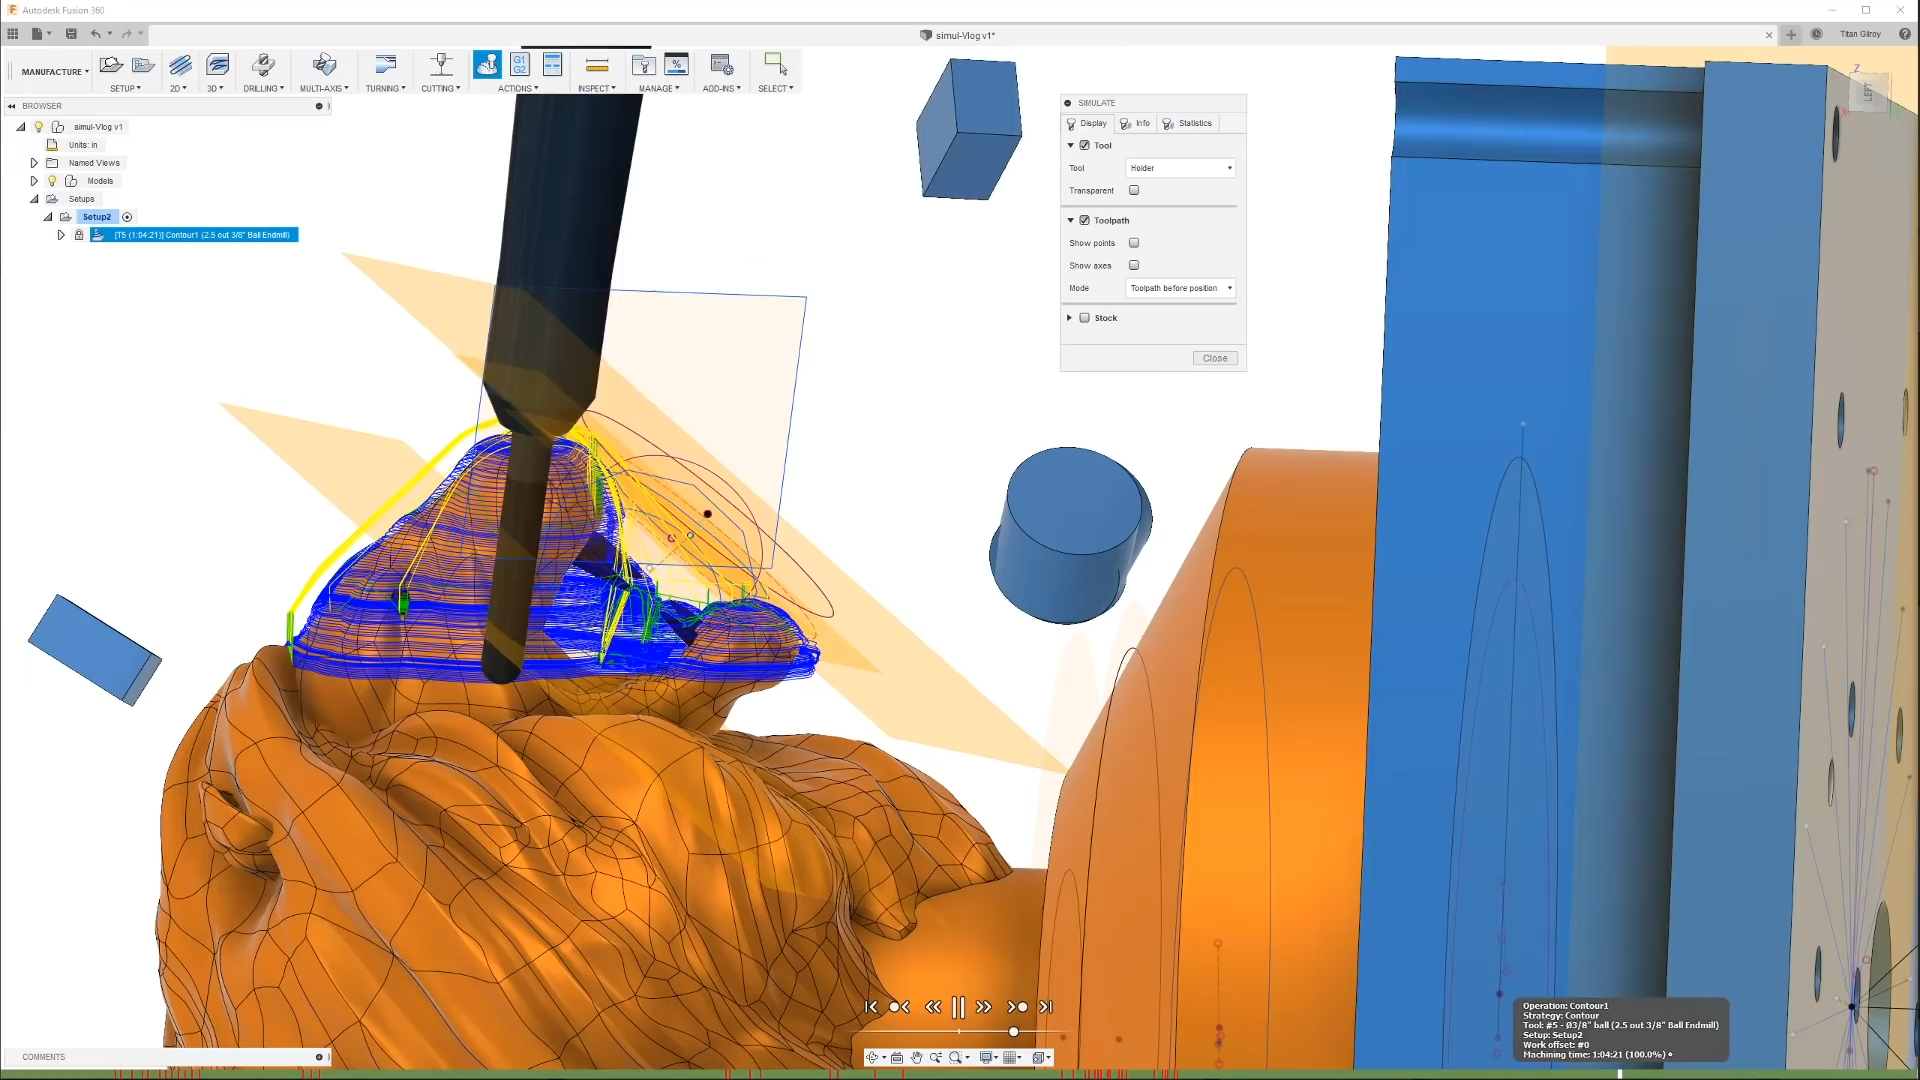 Autodesk Fusion 360
simul-Vlog v1*
Titan Gilroy
MANUFACTURE
SETUP
2D
3D
DRILLING
MULTI-AXIS
TURNING
CUTTING
G1
G2
ACTIONS
INSPECT
%
MANAGE
ADD-INS
SELECT
BROWSER
simul-Vlog v1
Units: in
Named Views
Models
Setups
Setup2
[T5 (1:04:21)] Contour1 (2.5 out 3/8" Ball Endmill)
SIMULATE
Display
Info
Statistics
Tool
Tool
Holder
Transparent
Toolpath
Show points
Show axes
Mode
Toolpath before position
Stock
Close
Z
LEFT
X
Operation: Contour1
Strategy: Contour
Tool: #5 - Ø3/8" ball (2.5 out 3/8" Ball Endmill)
Setup: Setup2
Work offset: #0
Machining time: 1:04:21 (100.0%)
COMMENTS